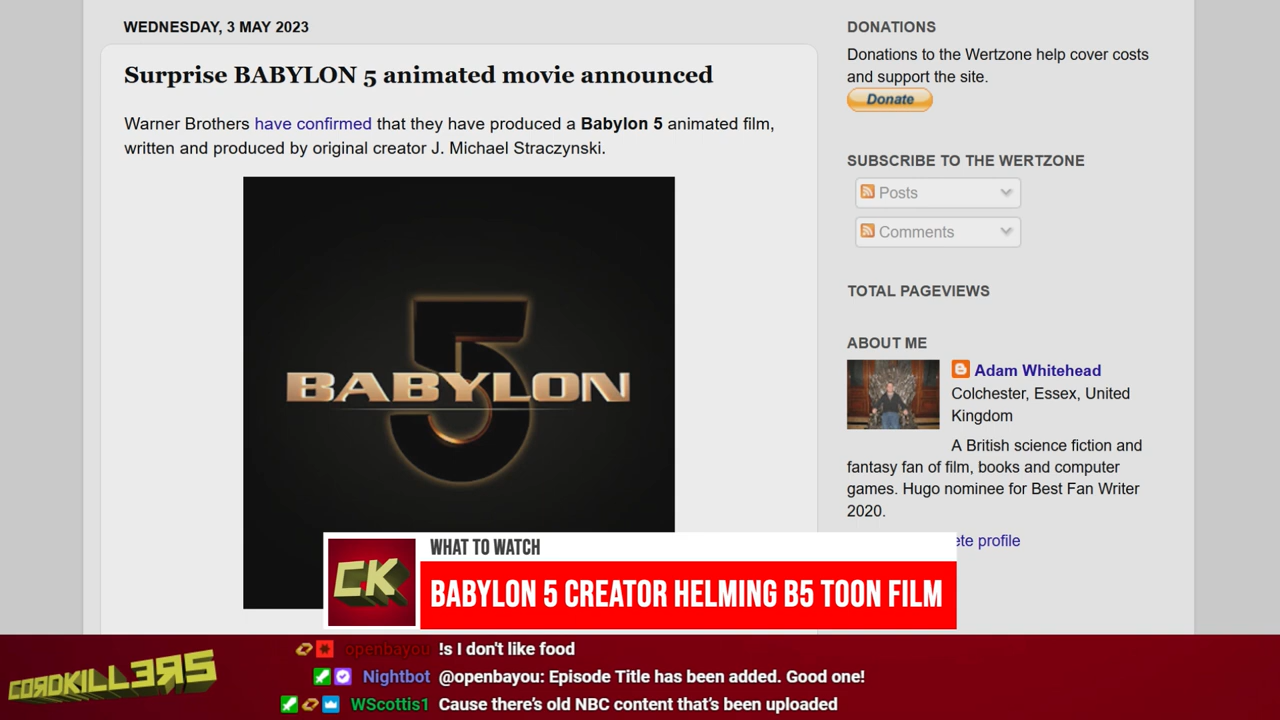 WEDNESDAY, 3 MAY 2023
Surprise BABYLON 5 animated movie announced
Warner Brothers have confirmed that they have produced a Babylon 5 animated film,
written and produced by original creator J. Michael Straczynski.
5
BABYLON
DONATIONS
Donations to the Wertzone help cover costs
and support the site.
Donate
SUBSCRIBE TO THE WERTZONE
Posts
Comments
TOTAL PAGEVIEWS
ABOUT ME
Adam Whitehead
Colchester, Essex, United
Kingdom
A British science fiction and
fantasy fan of film, books and computer
games. Hugo nominee for Best Fan Writer
2020.
ete profile
CK
WHAT TO WATCH
BABYLON 5 CREATOR HELMING B5 TOON FILM
CORDKILLERS
openbayou !s I don't like food
Nightbot @openbayou: Episode Title has been added. Good one!
WScottis1 Cause there's old NBC content that's been uploaded